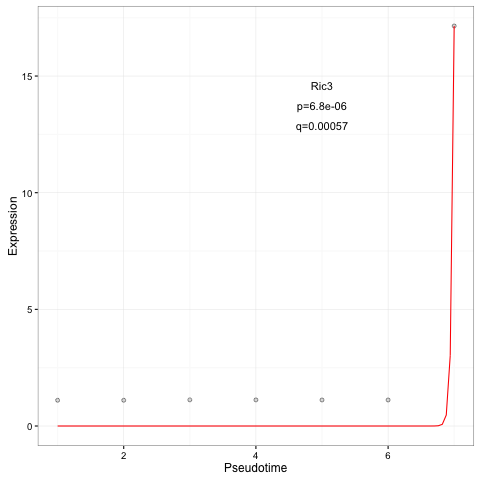 Ric3
p=6.8e-06
q=0.00057
Expression
15
10
5
0
2 4 6
Pseudotime